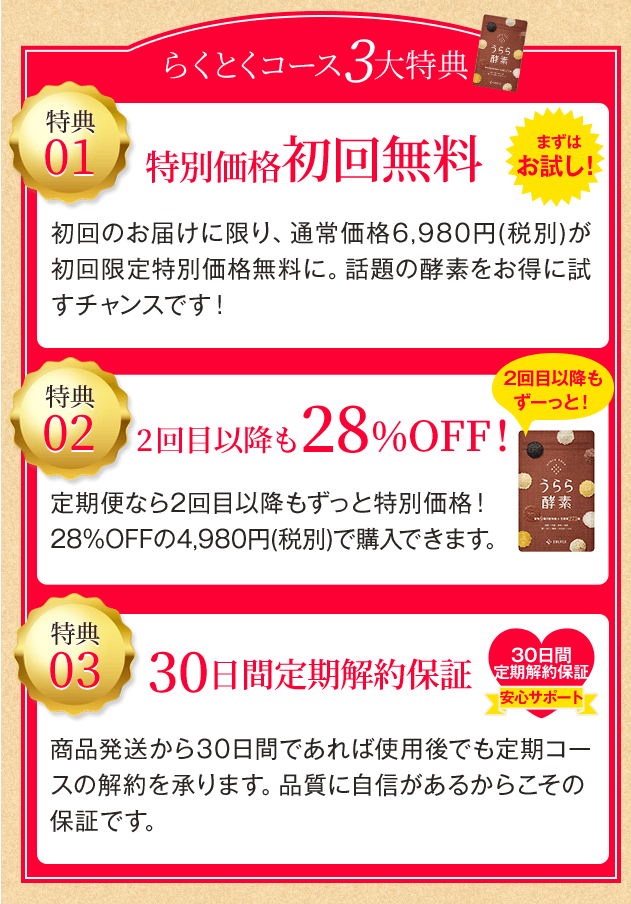 らくとくコース3大特典
うらら
酵素
特典
01
特別価格初回無料
まずは
お試し!
初回のお届けに限り、通常価格6,980円(税別)が
初回限定特別価格無料に。話題の酵素をお得に試
すチャンスです!
特典
02
2回目以降も28%OFF!
2回目以降も
ずーっと!
うらら
酵素
定期便なら2回目以降もずっと特別価格!
28%OFFの4,980円(税別)で購入できます。
特典
03
30日間定期解約保証
30日間
定期解約保証
安心サポート
商品発送から30日間であれば使用後でも定期コー
スの解約を承ります。品質に自信があるからこその
保証です。